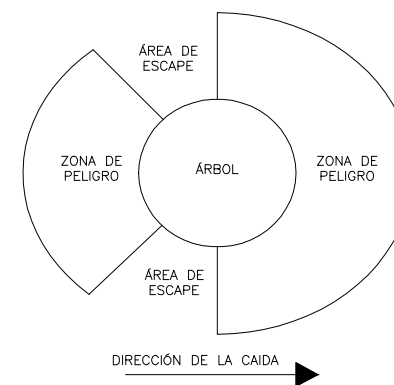 ÁREA DE
ESCAPE
ZONA DE
PELIGRO
ÁRBOL
ZONA DE
PELIGRO
ÁREA DE
ESCAPE
DIRECCIÓN DE LA CAIDA